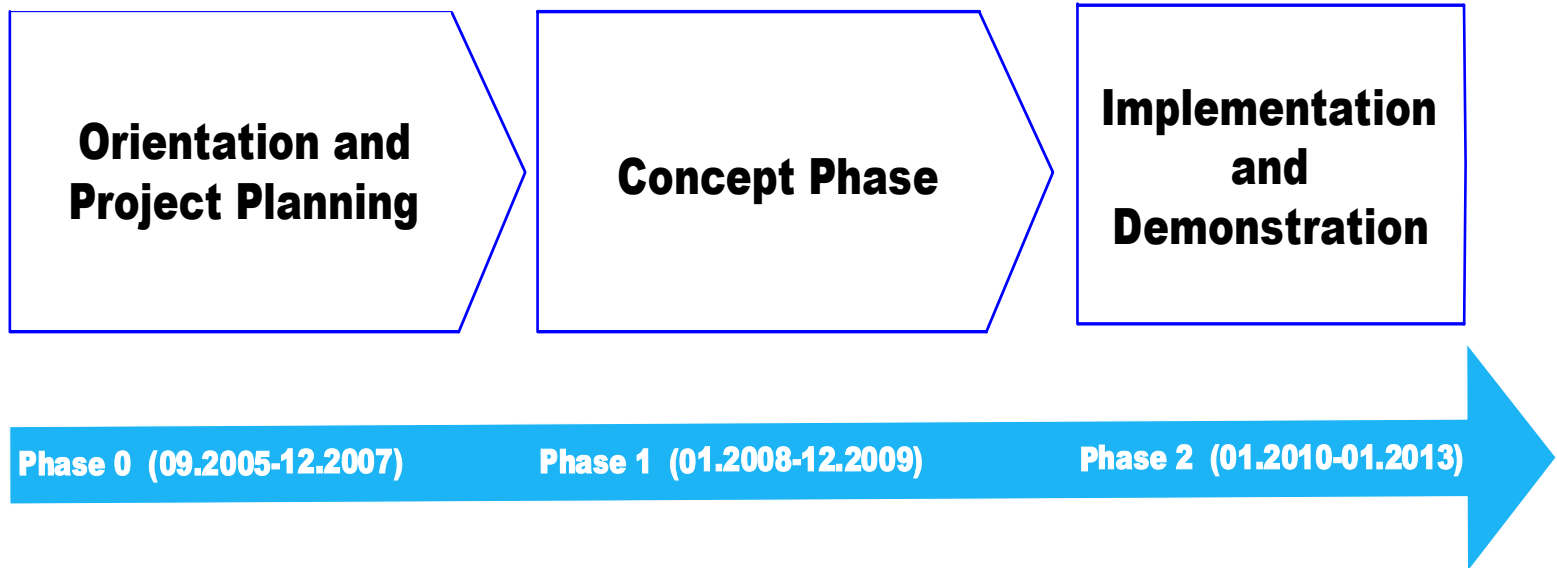 Orientation and
Project Planning
Concept Phase
Implementation
and
Demonstration
Phase 0 (09.2005-12.2007)
Phase 1 (01.2008-12.2009)
Phase 2 (01.2010-01.2013)